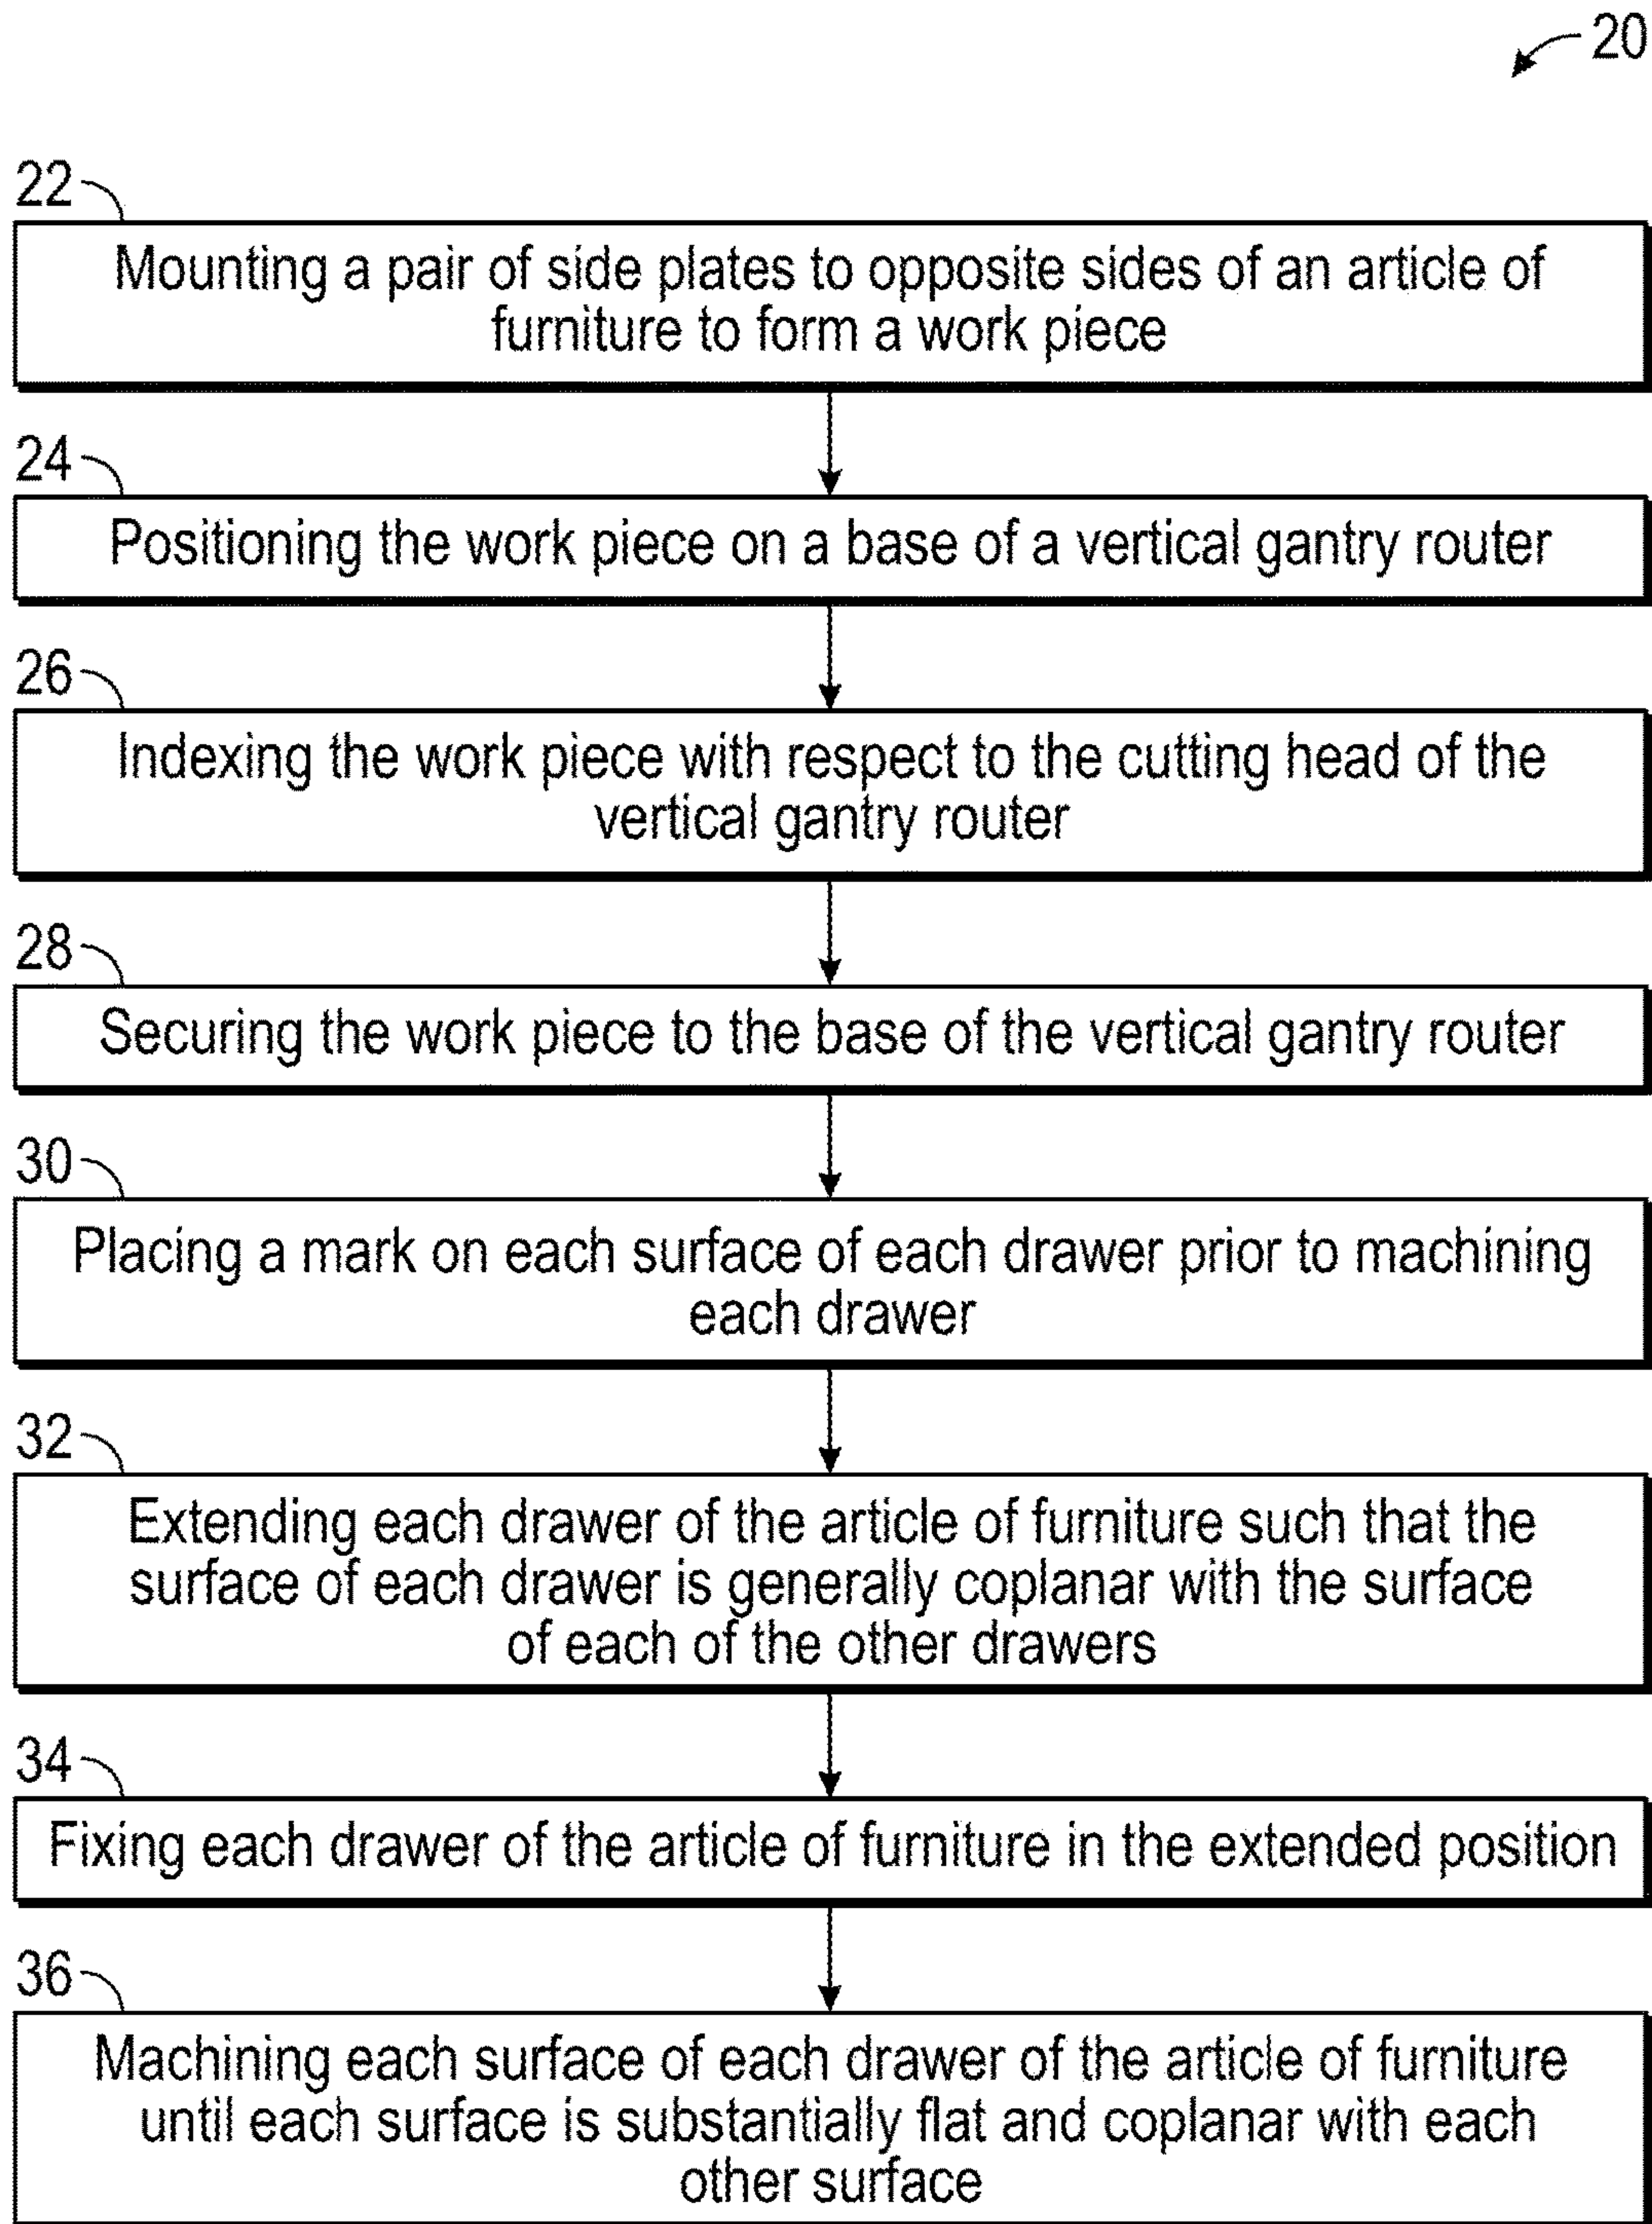 20
22
Mounting a pair of side plates to opposite sides of an article of
furniture to form a work piece
24
Positioning the work piece on a base of a vertical gantry router
26
Indexing the work piece with respect to the cutting head of the
vertical gantry router
28
Securing the work piece to the base of the vertical gantry router
30
Placing a mark on each surface of each drawer prior to machining
each drawer
32
Extending each drawer of the article of furniture such that the
surface of each drawer is generally coplanar with the surface
of each of the other drawers
34
Fixing each drawer of the article of furniture in the extended position
36
Machining each surface of each drawer of the article of furniture
until each surface is substantially flat and coplanar with each
other surface